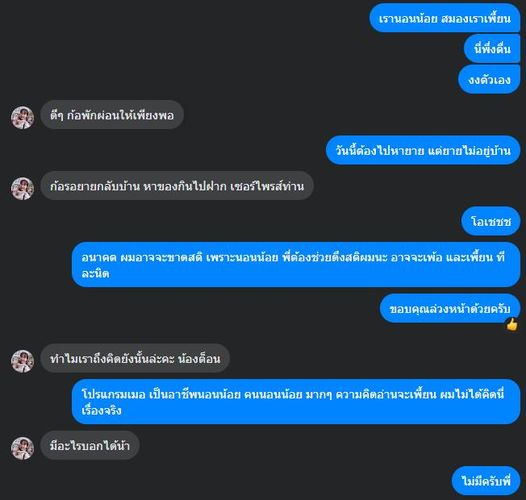 เรานอนน้อย สมองเราเพี้ยน
นี่พึ่งตื่น
งงตัวเอง
ดีๆ ก้อพักผ่อนให้เพียงพอ
วันนี้ต้องไปหายาย แต่ยายไม่อยู่บ้าน
ก้อรอยายกลับบ้าน หาของกินไปฝาก เซอร์ไพรส์ท่าน
โอเชชช
อนาคต ผมอาจจะขาดสติ เพราะนอนน้อย พี่ต้องช่วยดึงสติผมนะ อาจจะเพ้อ และเพี้ยน ที
ละนิด
ขอบคุณล่วงหน้าด้วยครับ
ทำไมเราถึงคิดยังนั้นล่ะคะ น้องต็อน
โปรแกรมเมอ เป็นอาชีพนอนน้อย คนนอนน้อย มากๆ ความคิดอ่านจะเพี้ยน ผมไม่ได้คิดนี่
เรื่องจริง
มีอะไรบอกได้น้า
ไม่มีครับพี่